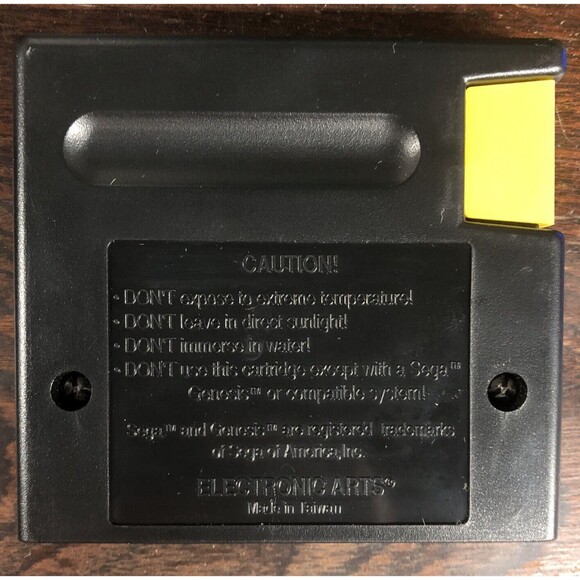 CAUTION!
• DON'T expose to extreme temperature!
• DON'T leave in direct sunlight!
• DON'T immerse in water!
• DON'T use this cartridge except with a Sega™
Genesis™ or compatible system!
Sega™ and Genesis™ are registered trademarks
of Sega of America, Inc.
ELECTRONIC ARTS®
Made in Taiwan